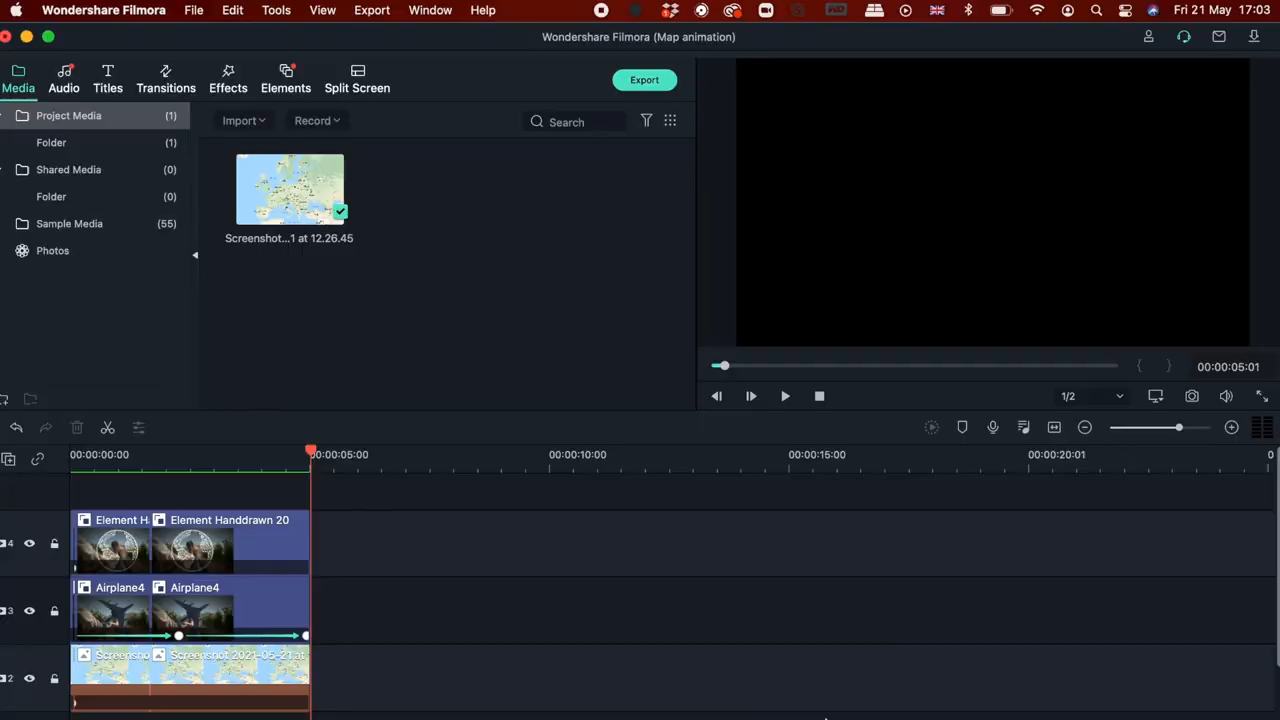 Wondershare Filmora File Edit Tools View Export Window Help Fri 21 May 17:03
Wondershare Filmora (Map animation)
Media Audio Titles Transitions Effects Elements Split Screen Export
Project Media (1) Import Record Search
Folder (1)
Shared Media (0)
Folder (0)
Sample Media (55)
Screenshot...1 at 12.26.45
Photos
00:00:05:01
1/2
00:00:00:00 00:00:05:00 00:00:10:00 00:00:15:00 00:00:20:01 0
4 Element H Element Handdrawn 20
3 Airplane4 Airplane4
2 Screensho Screenshot 2021-05-21 at